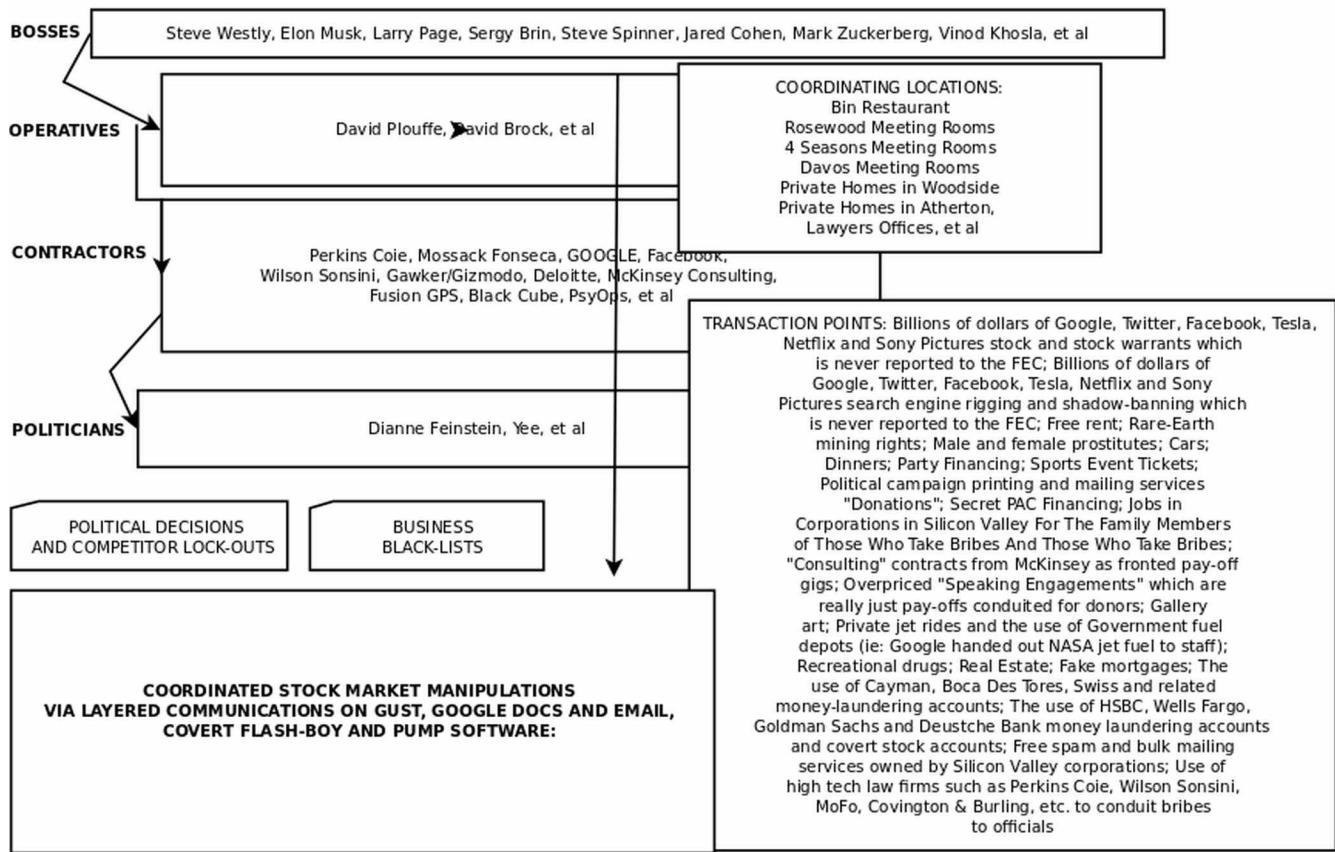 BOSSES
Steve Westly, Elon Musk, Larry Page, Sergy Brin, Steve Spinner, Jared Cohen, Mark Zuckerberg, Vinod Khosla, et al
OPERATIVES
David Plouffe, David Brock, et al
COORDINATING LOCATIONS:
Bin Restaurant
Rosewood Meeting Rooms
4 Seasons Meeting Rooms
Davos Meeting Rooms
Private Homes in Woodside
Private Homes in Atherton,
Lawyers Offices, et al
CONTRACTORS
Perkins Coie, Mossack Fonseca, GOOGLE, Facebook,
Wilson Sonsini, Gawker/Gizmodo, Deloitte, McKinsey Consulting,
Fusion GPS, Black Cube, PsyOps, et al
POLITICIANS
Dianne Feinstein, Yee, et al
TRANSACTION POINTS: Billions of dollars of Google, Twitter, Facebook, Tesla,
Netflix and Sony Pictures stock and stock warrants which
is never reported to the FEC; Billions of dollars of
Google, Twitter, Facebook, Tesla, Netflix and Sony
Pictures search engine rigging and shadow-banning which
is never reported to the FEC; Free rent; Rare-Earth
mining rights; Male and female prostitutes; Cars;
Dinners; Party Financing; Sports Event Tickets;
Political campaign printing and mailing services
"Donations"; Secret PAC Financing; Jobs in
Corporations in Silicon Valley For The Family Members
of Those Who Take Bribes And Those Who Take Bribes;
"Consulting" contracts from McKinsey as fronted pay-off
gigs; Overpriced "Speaking Engagements" which are
really just pay-offs conduited for donors; Gallery
art; Private jet rides and the use of Government fuel
depots (ie: Google handed out NASA jet fuel to staff);
Recreational drugs; Real Estate; Fake mortgages; The
use of Cayman, Boca Des Tores, Swiss and related
money-laundering accounts; The use of HSBC, Wells Fargo,
Goldman Sachs and Deustche Bank money laundering accounts
and covert stock accounts; Free spam and bulk mailing
services owned by Silicon Valley corporations; Use of
high tech law firms such as Perkins Coie, Wilson Sonsini,
MoFo, Covington & Burling, etc. to conduit bribes
to officials
POLITICAL DECISIONS
AND COMPETITOR LOCK-OUTS
BUSINESS
BLACK-LISTS
COORDINATED STOCK MARKET MANIPULATIONS
VIA LAYERED COMMUNICATIONS ON GUST, GOOGLE DOCS AND EMAIL,
COVERT FLASH-BOY AND PUMP SOFTWARE: